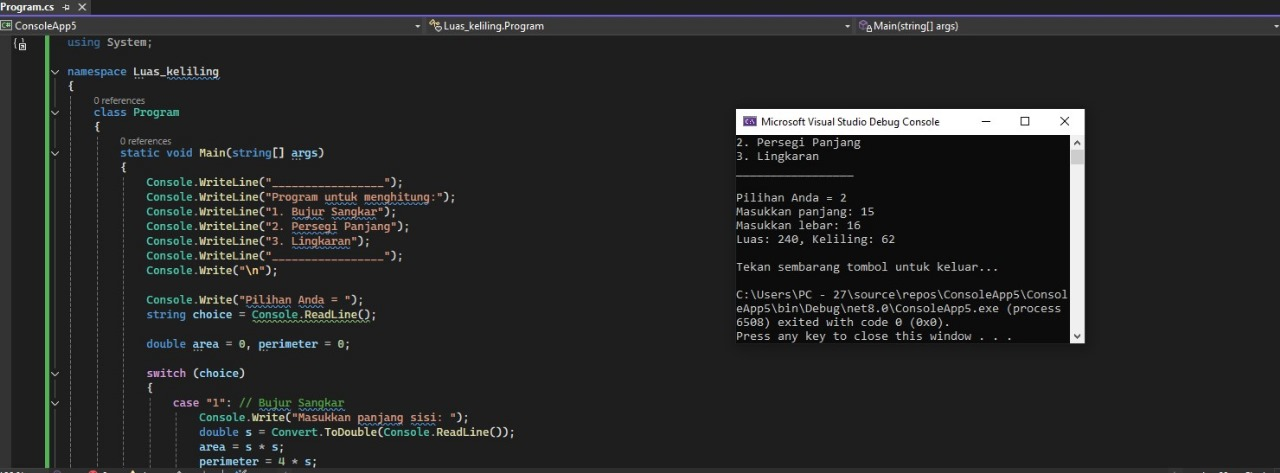 Program.cs
ConsoleApp5
Luas_keliling.Program
Main(string[] args)
using System;
namespace Luas_keliling
{
0 references
class Program
{
0 references
static void Main(string[] args)
{
Console.WriteLine("_________________");
Console.WriteLine("Program untuk menghitung:");
Console.WriteLine("1. Bujur Sangkar");
Console.WriteLine("2. Persegi Panjang");
Console.WriteLine("3. Lingkaran");
Console.WriteLine("_________________");
Console.Write("\n");
Console.Write("Pilihan Anda = ");
string choice = Console.ReadLine();
double area = 0, perimeter = 0;
switch (choice)
{
case "1": // Bujur Sangkar
Console.Write("Masukkan panjang sisi: ");
double s = Convert.ToDouble(Console.ReadLine());
area = s * s;
perimeter = 4 * s;
Microsoft Visual Studio Debug Console
2. Persegi Panjang
3. Lingkaran
_________________
Pilihan Anda = 2
Masukkan panjang: 15
Masukkan lebar: 16
Luas: 240, Keliling: 62
Tekan sembarang tombol untuk keluar...
C:\Users\PC - 27\source\repos\ConsoleApp5\Consol
eApp5\bin\Debug\net8.0\ConsoleApp5.exe (process
6508) exited with code 0 (0x0).
Press any key to close this window . . .